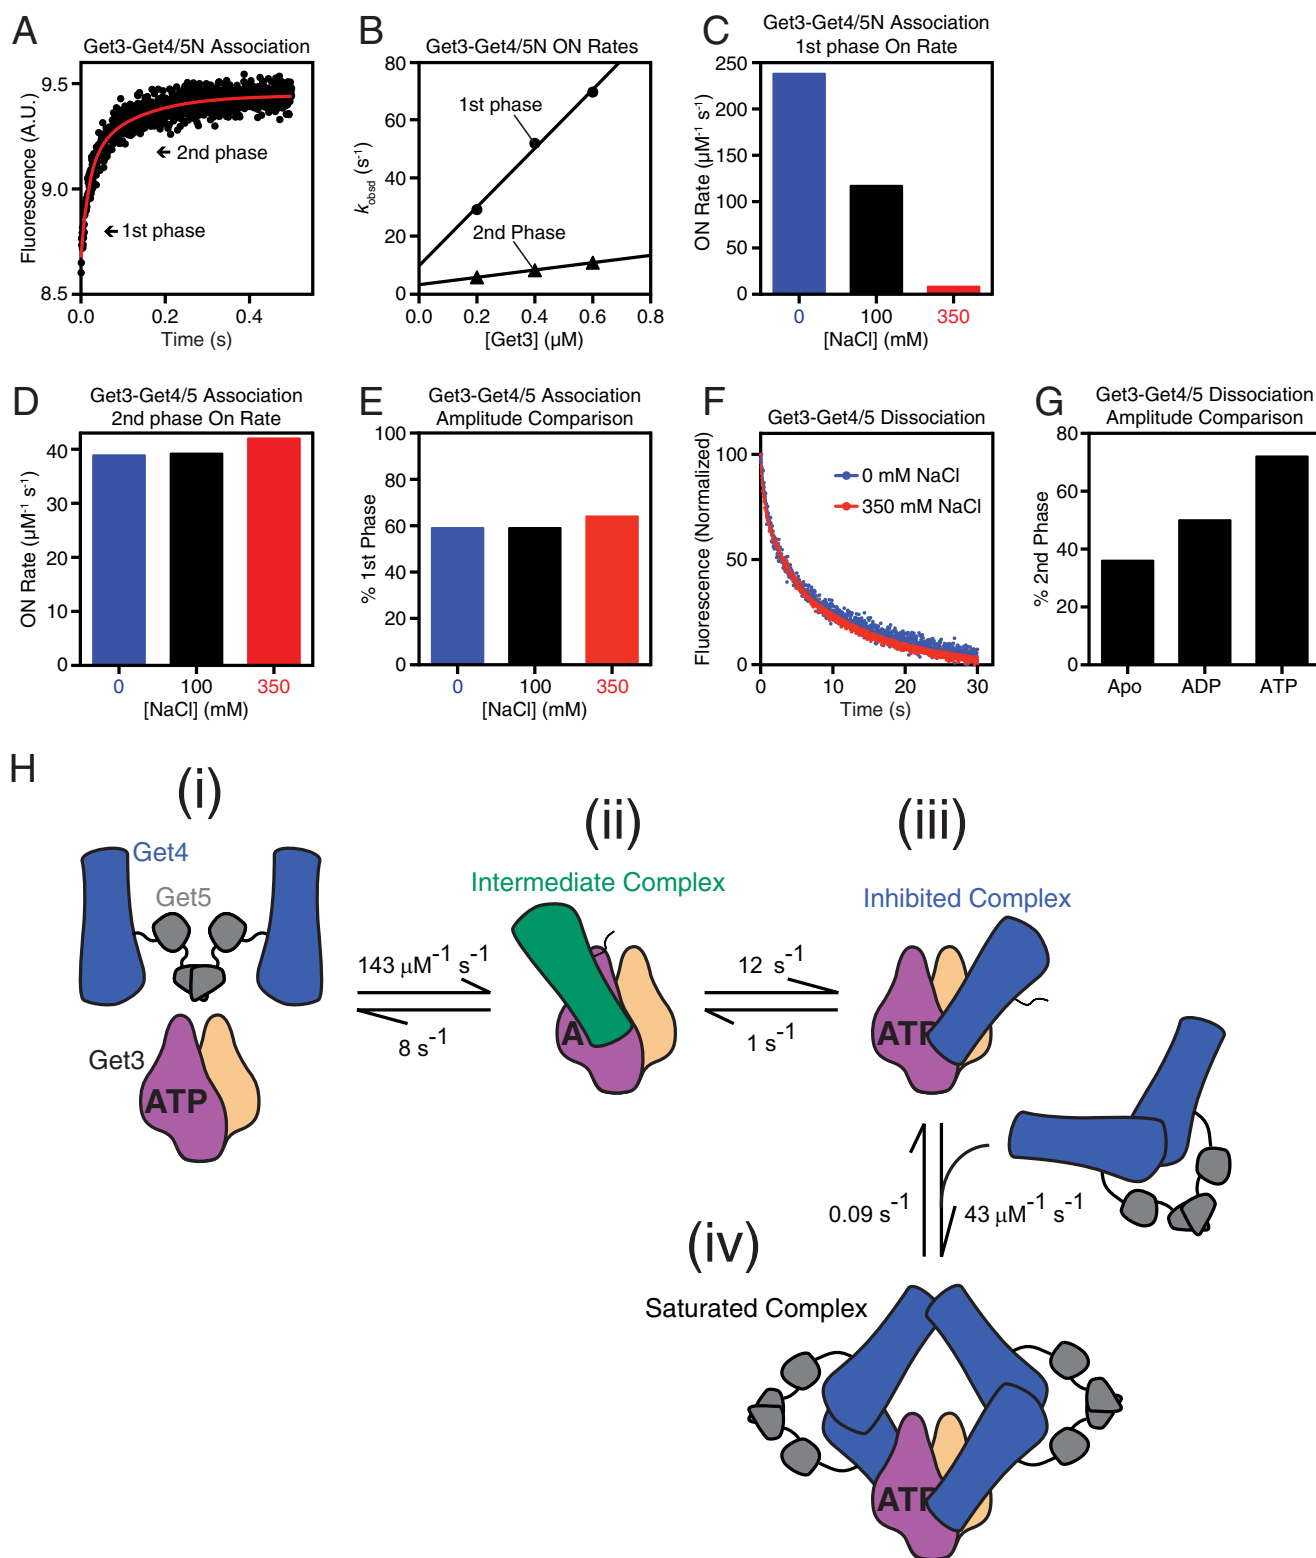 A
Get3-Get4/5N Association
Fluorescence (A.U.)
9.5
9.0
8.5
2nd phase
1st phase
0.0 0.2 0.4
Time (s)
B
Get3-Get4/5N ON Rates
kobsd (s-1)
80
60
40
20
0
1st phase
2nd Phase
0.0 0.2 0.4 0.6 0.8
[Get3] (µM)
C
Get3-Get4/5N Association
1st phase On Rate
ON Rate (µM-1 s-1)
250
200
150
100
50
0
0 100 350
[NaCl] (mM)
D
Get3-Get4/5 Association
2nd phase On Rate
ON Rate (µM-1 s-1)
40
30
20
10
0
0 100 350
[NaCl] (mM)
E
Get3-Get4/5 Association
Amplitude Comparison
% 1st Phase
100
80
60
40
20
0
0 100 350
[NaCl] (mM)
F
Get3-Get4/5 Dissociation
Fluorescence (Normalized)
100
50
0
0 mM NaCl
350 mM NaCl
0 10 20 30
Time (s)
G
Get3-Get4/5 Dissociation
Amplitude Comparison
% 2nd Phase
80
60
40
20
0
Apo ADP ATP
H
(i)
Get4
Get5
Get3
ATP
143 µM-1 s-1
8 s-1
(ii)
Intermediate Complex
A
12 s-1
1 s-1
(iii)
Inhibited Complex
ATP
0.09 s-1
43 µM-1 s-1
(iv)
Saturated Complex
ATP